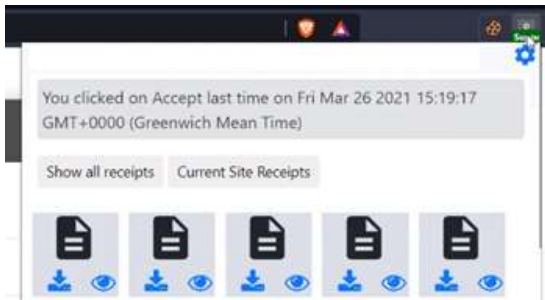 You clicked on Accept last time on Fri Mar 26 2021 15:19:17
GMT+0000 (Greenwich Mean Time)
Show all receipts Current Site Receipts